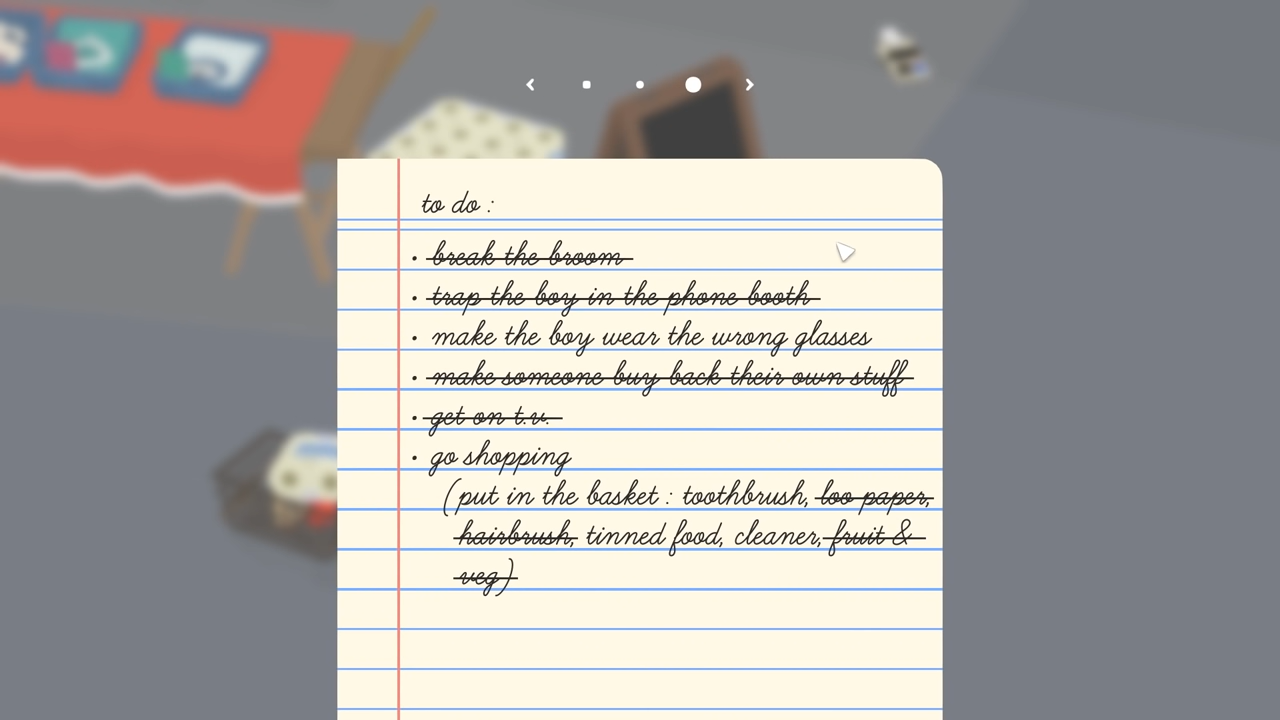 to do :
• break the broom
• trap the boy in the phone booth
• make the boy wear the wrong glasses
• make someone buy back their own stuff
• get on t.v.
• go shopping
(put in the basket : toothbrush, loo paper,
hairbrush, tinned food, cleaner, fruit &
veg)